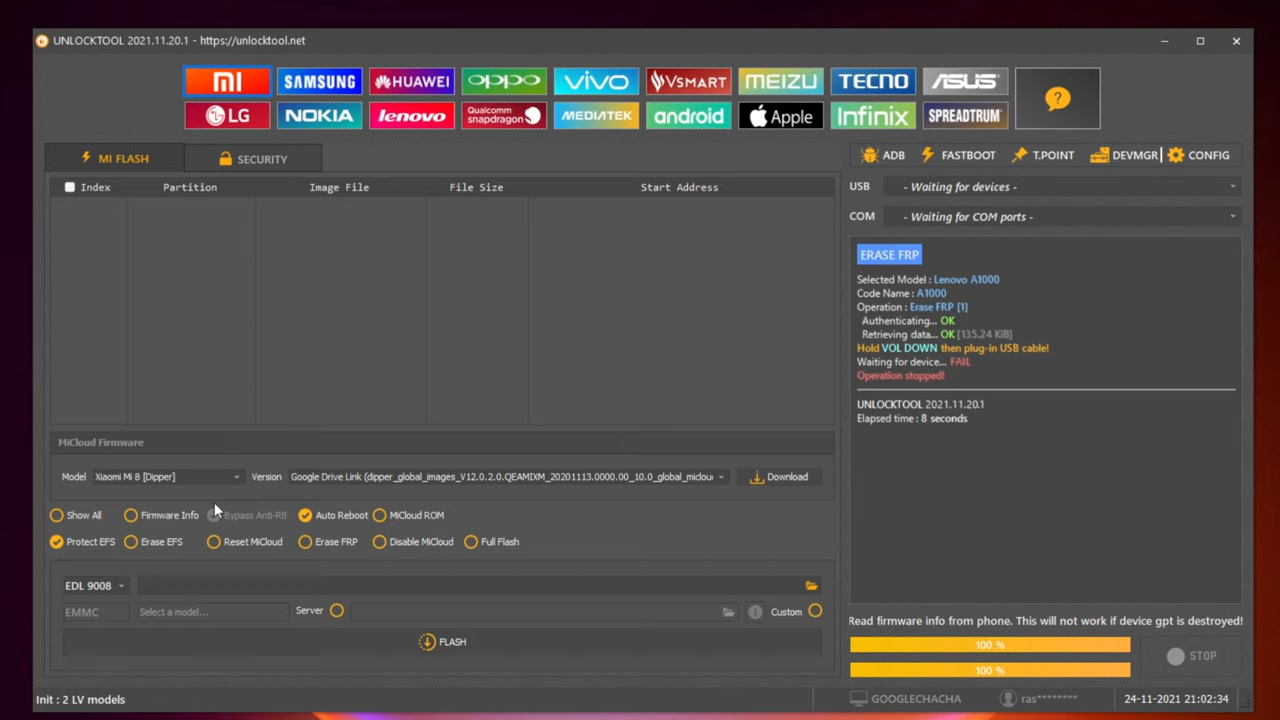 UNLOCKTOOL 2021.11.20.1 - https://unlocktool.net
MI SAMSUNG HUAWEI OPPO vivo VSMART MEIZU TECNO ASUS
LG NOKIA lenovo Qualcomm snapdragon MEDIATEK android Apple Infinix SPREADTRUM ?
MI FLASH SECURITY
ADB FASTBOOT T.POINT DEVMGR CONFIG
Index Partition Image File File Size Start Address
USB - Waiting for devices -
COM - Waiting for COM ports -
ERASE FRP
Selected Model : Lenovo A1000
Code Name : A1000
Operation : Erase FRP [1]
Authenticating... OK
Retrieving data... OK [135.24 KiB]
Hold VOL DOWN then plug-in USB cable!
Waiting for device... FAIL
Operation stopped!
UNLOCKTOOL 2021.11.20.1
Elapsed time : 8 seconds
MiCloud Firmware
Model Xiaomi Mi 8 [Dipper] Version Google Drive Link (dipper_global_images_V12.0.2.0.QEAMIXM_20201113.0000.00_10.0_global_miclou Download
Show All Firmware Info Bypass Anti-RB Auto Reboot MiCloud ROM
Protect EFS Erase EFS Reset MiCloud Erase FRP Disable MiCloud Full Flash
EDL 9008
EMMC Select a model... Server Custom
FLASH
Read firmware info from phone. This will not work if device gpt is destroyed!
100 %
100 %
STOP
Init : 2 LV models
GOOGLECHACHA ras******** 24-11-2021 21:02:34